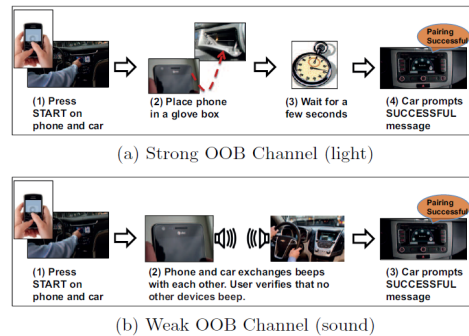 Pairing
Successful
(1) Press
START on
phone and car
(2) Place phone
in a glove box
(3) Wait for a
few seconds
(4) Car prompts
SUCCESSFUL
message
(a) Strong OOB Channel (light)
Pairing
Successful
(1) Press
START on
phone and car
(2) Phone and car exchanges beeps
with each other. User verifies that no
other devices beep.
(3) Car prompts
SUCCESSFUL
message
(b) Weak OOB Channel (sound)